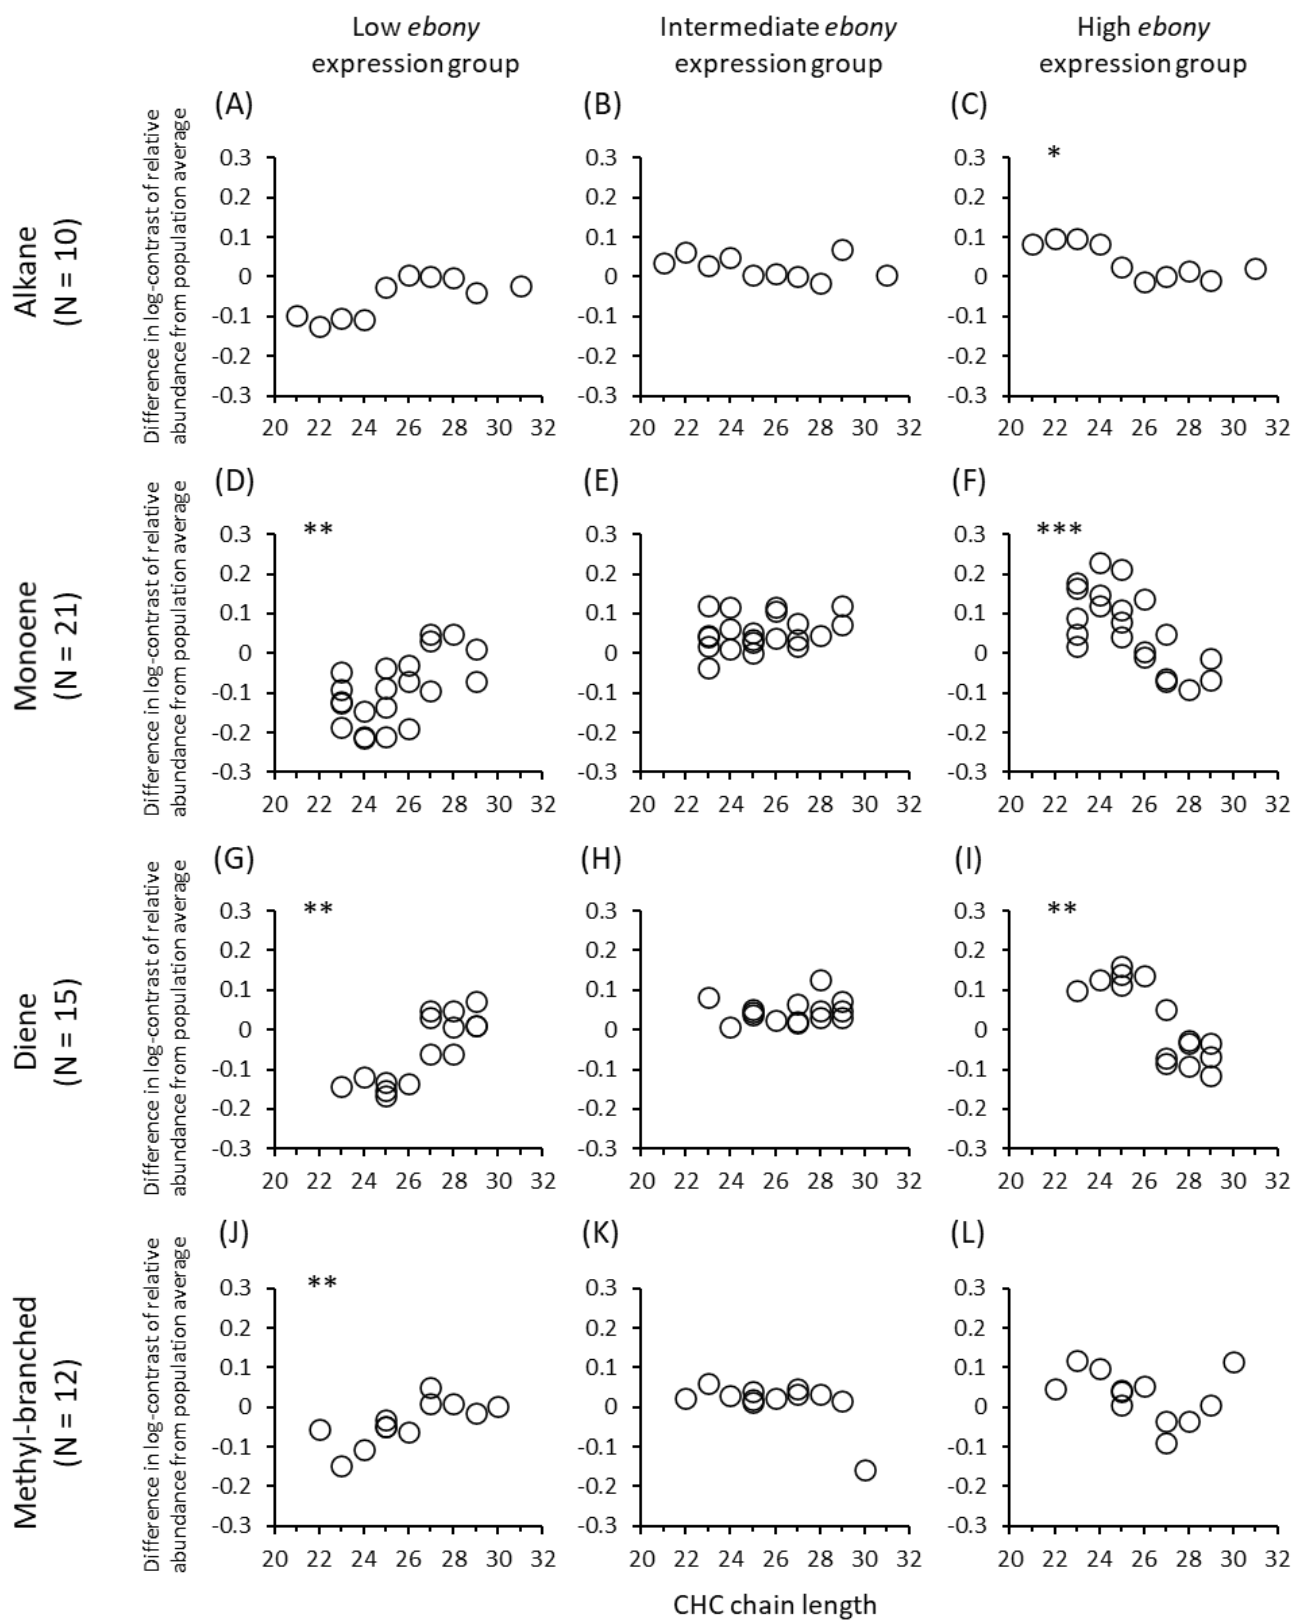 Low ebony
expression group
Intermediate ebony
expression group
High ebony
expression group
Alkane
(N = 10)
Difference in log-contrast of relative
abundance from population average
(A)
0.3
0.2
0.1
0
-0.1
-0.2
-0.3
20 22 24 26 28 30 32
(B)
0.3
0.2
0.1
0
-0.1
-0.2
-0.3
20 22 24 26 28 30 32
(C)
*
0.3
0.2
0.1
0
-0.1
-0.2
-0.3
20 22 24 26 28 30 32
Monoene
(N = 21)
Difference in log-contrast of relative
abundance from population average
(D)
**
0.3
0.2
0.1
0
-0.1
-0.2
-0.3
20 22 24 26 28 30 32
(E)
0.3
0.2
0.1
0
-0.1
-0.2
-0.3
20 22 24 26 28 30 32
(F)
***
0.3
0.2
0.1
0
-0.1
-0.2
-0.3
20 22 24 26 28 30 32
Diene
(N = 15)
Difference in log-contrast of relative
abundance from population average
(G)
**
0.3
0.2
0.1
0
-0.1
-0.2
-0.3
20 22 24 26 28 30 32
(H)
0.3
0.2
0.1
0
-0.1
-0.2
-0.3
20 22 24 26 28 30 32
(I)
**
0.3
0.2
0.1
0
-0.1
-0.2
-0.3
20 22 24 26 28 30 32
Methyl-branched
(N = 12)
Difference in log-contrast of relative
abundance from population average
(J)
**
0.3
0.2
0.1
0
-0.1
-0.2
-0.3
20 22 24 26 28 30 32
(K)
0.3
0.2
0.1
0
-0.1
-0.2
-0.3
20 22 24 26 28 30 32
(L)
0.3
0.2
0.1
0
-0.1
-0.2
-0.3
20 22 24 26 28 30 32
CHC chain length